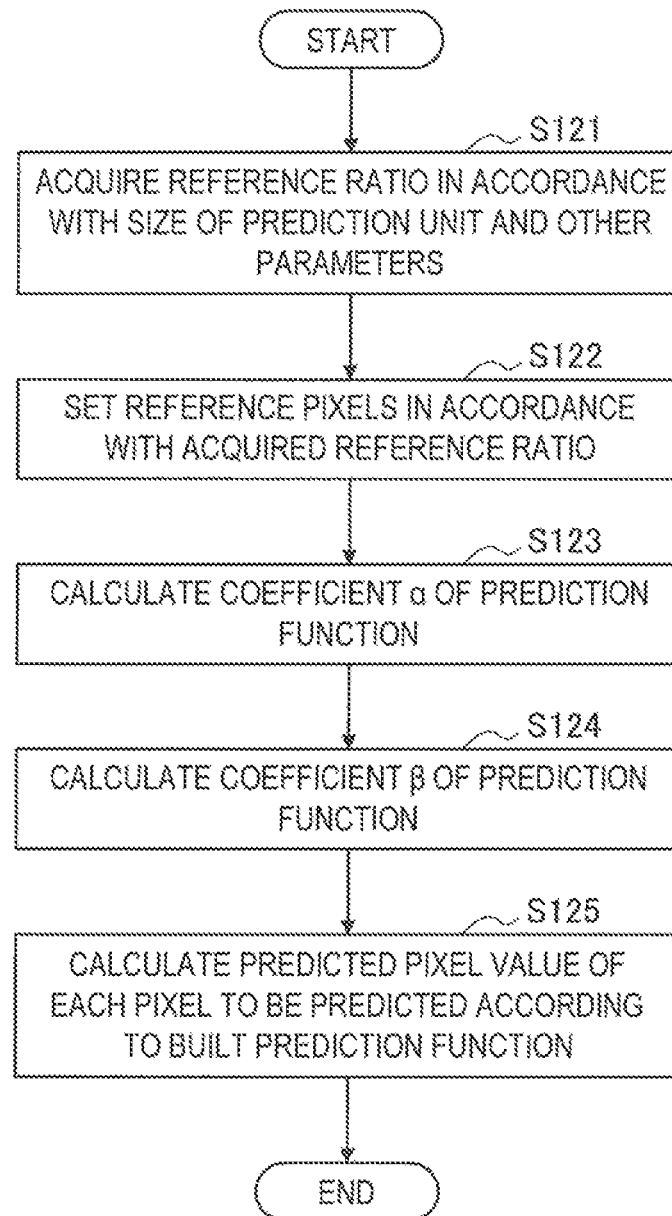 START
S121
ACQUIRE REFERENCE RATIO IN ACCORDANCE
WITH SIZE OF PREDICTION UNIT AND OTHER
PARAMETERS
S122
SET REFERENCE PIXELS IN ACCORDANCE
WITH ACQUIRED REFERENCE RATIO
S123
CALCULATE COEFFICIENT α OF PREDICTION
FUNCTION
S124
CALCULATE COEFFICIENT β OF PREDICTION
FUNCTION
S125
CALCULATE PREDICTED PIXEL VALUE OF
EACH PIXEL TO BE PREDICTED ACCORDING
TO BUILT PREDICTION FUNCTION
END